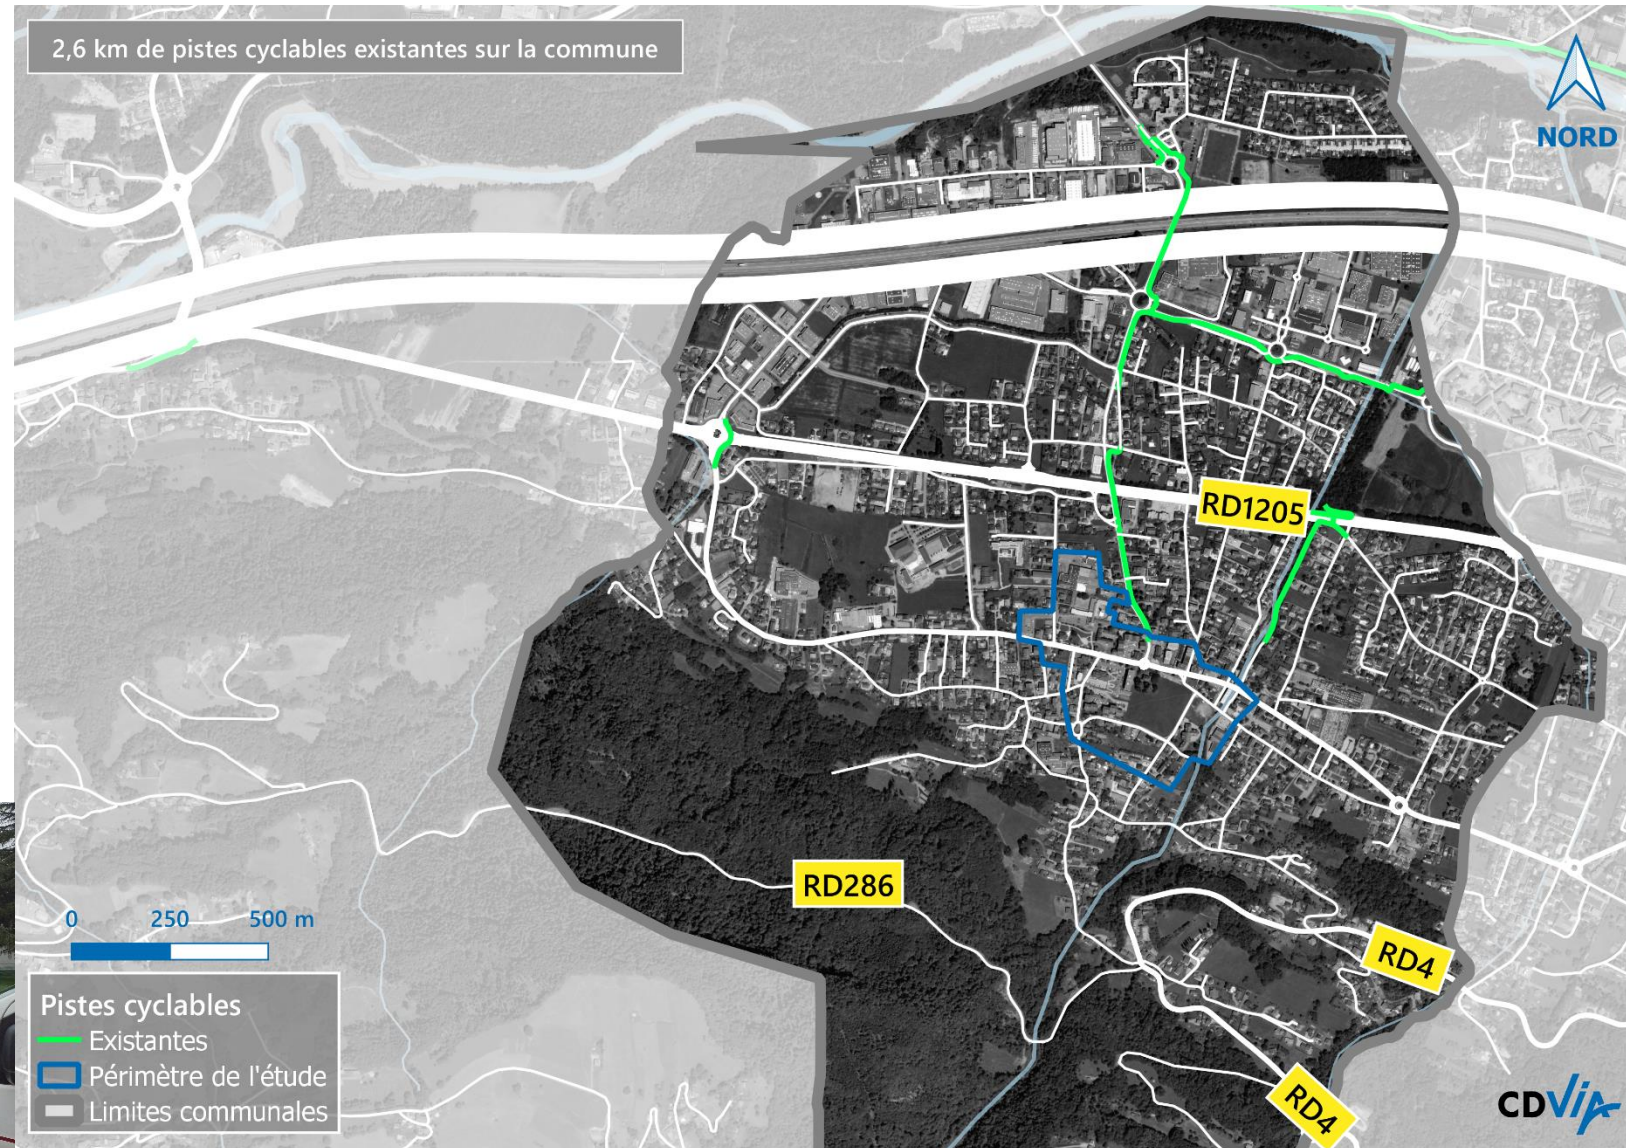 2,6 km de pistes cyclables existantes sur la commune
NORD
RD1205
RD286
RD4
RD4
0 250 500 m
Pistes cyclables
Existantes
Périmètre de l'étude
Limites communales
CDVIA